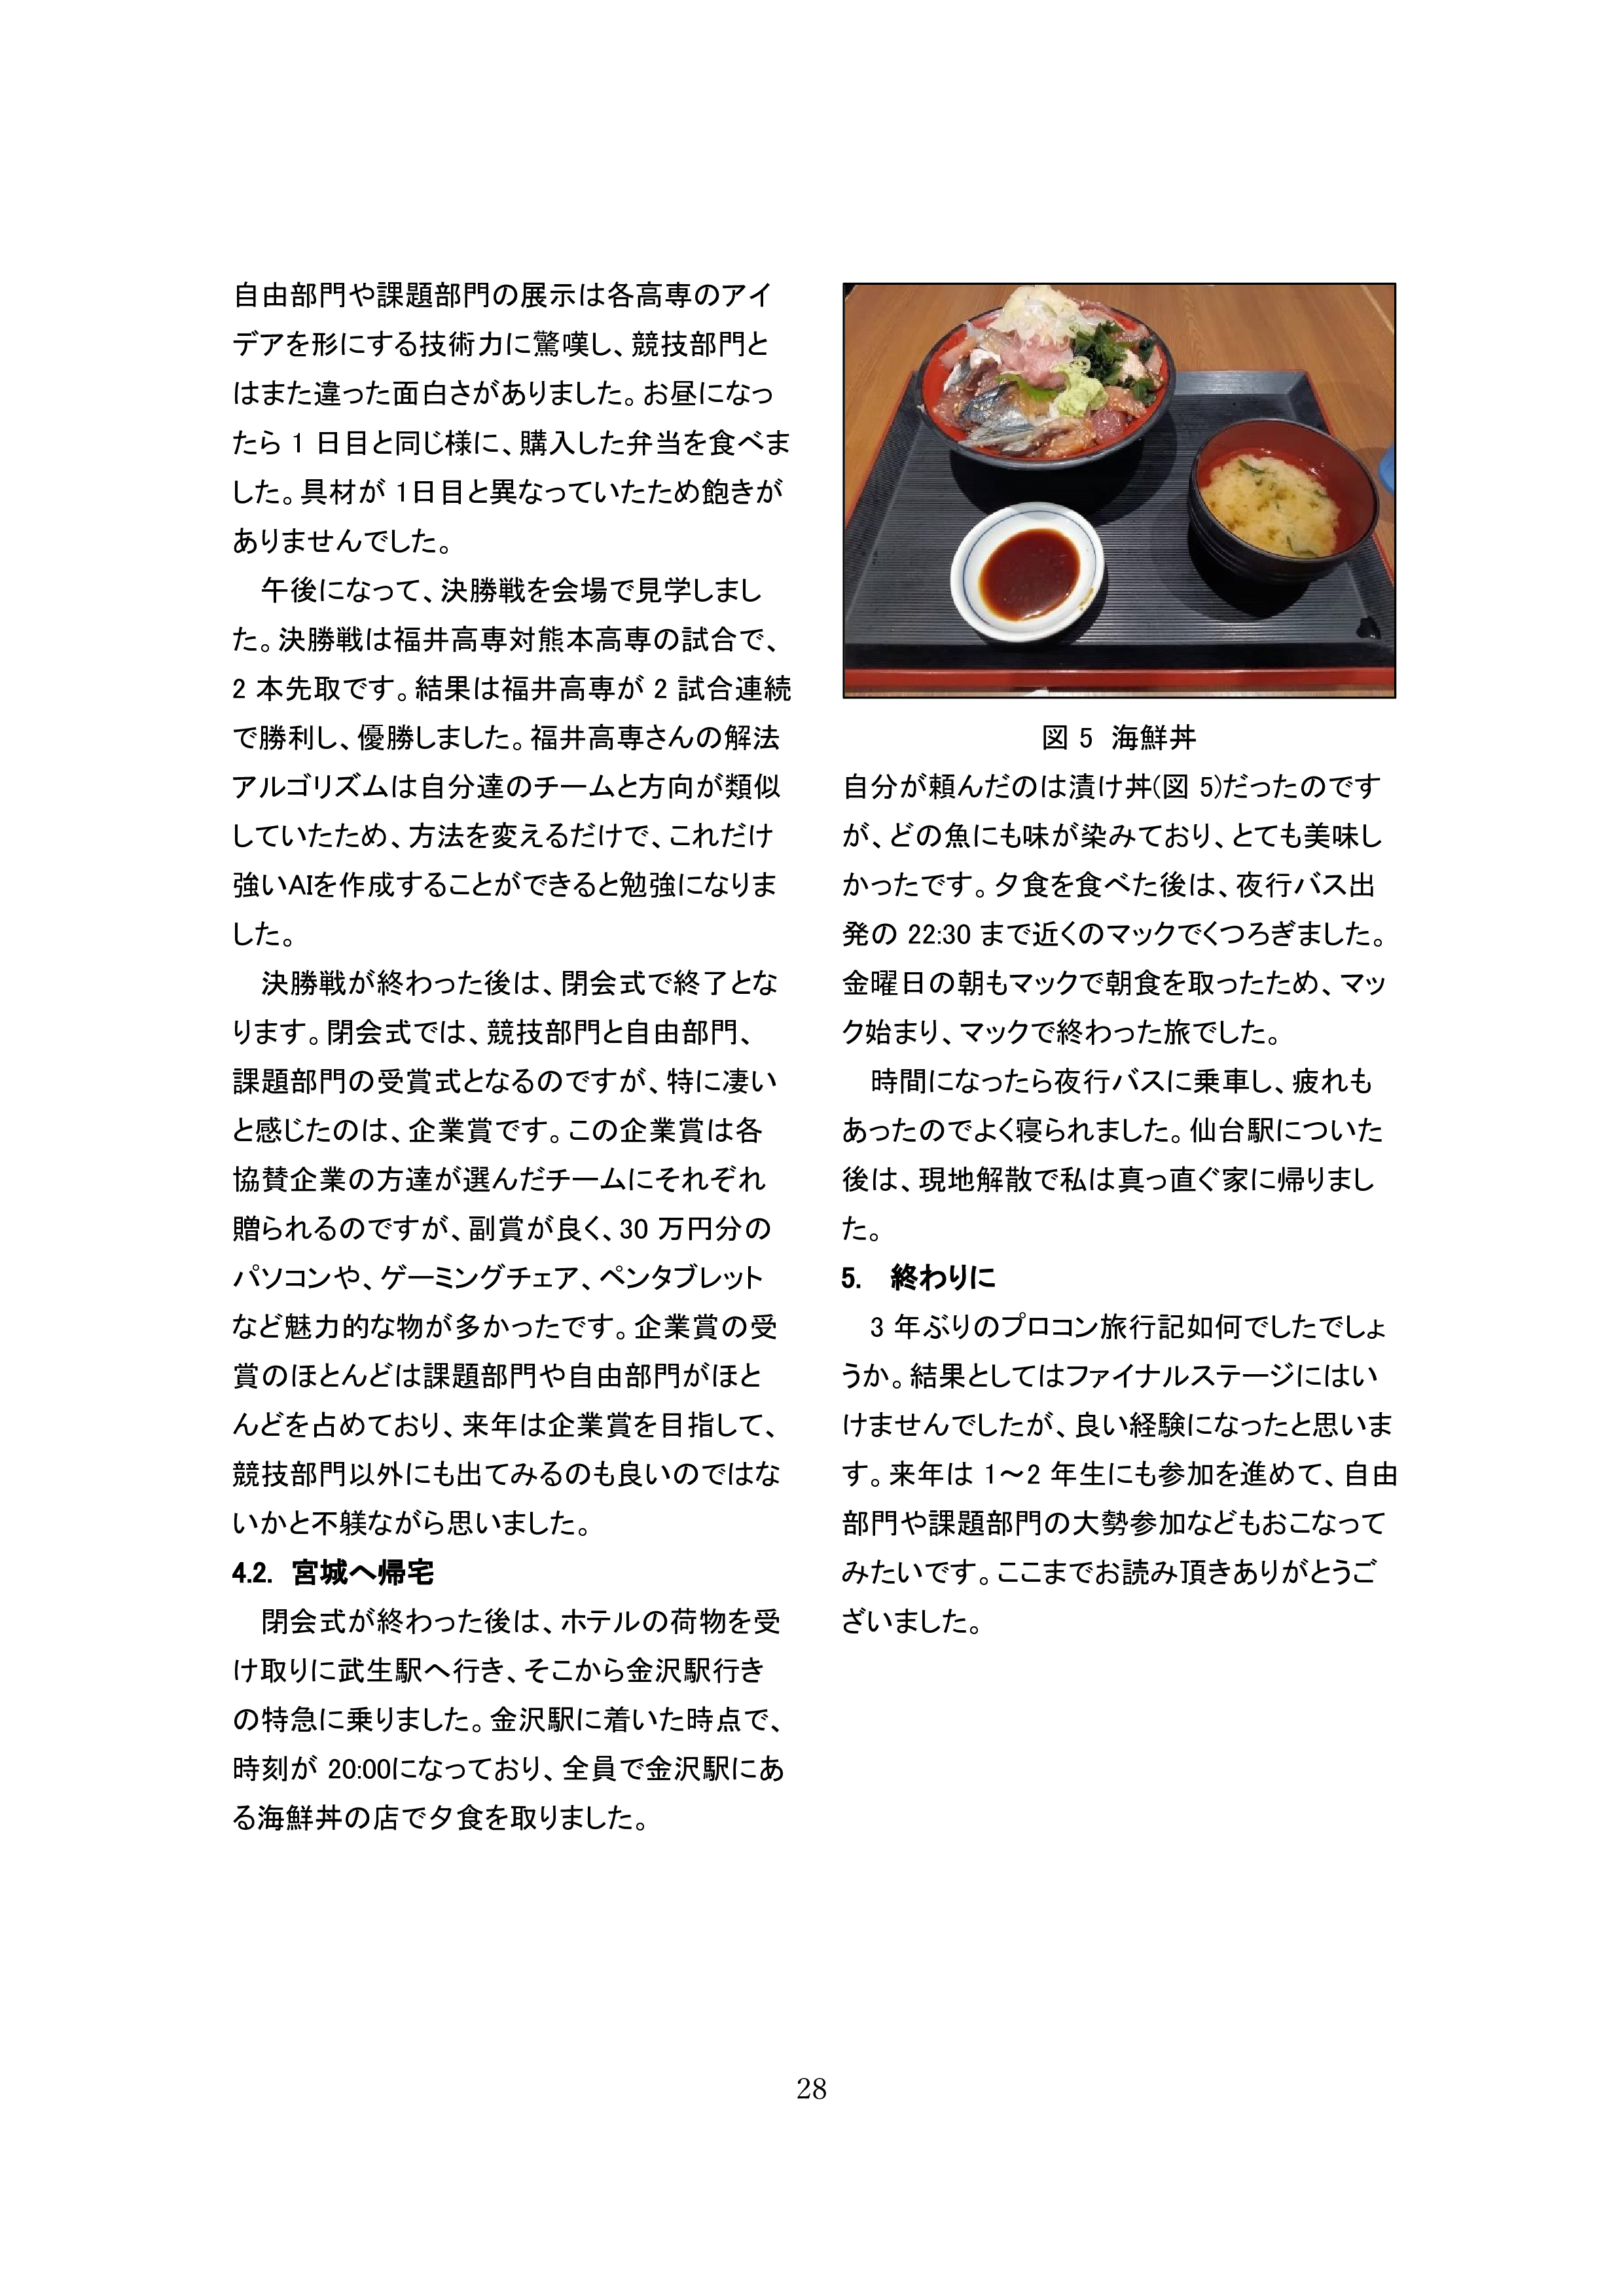 自由部門や課題部門の展示は各高専のアイ
デアを形にする技術力に驚嘆し、競技部門と
はまた違った面白さがありました。お昼になっ
たら 1 日目と同じ様に、購入した弁当を食べま
した。具材が 1日目と異なっていたため飽きが
ありませんでした。
午後になって、決勝戦を会場で見学しまし
た。決勝戦は福井高専対熊本高専の試合で、
2 本先取です。結果は福井高専が 2 試合連続
で勝利し、優勝しました。福井高専さんの解法
アルゴリズムは自分達のチームと方向が類似
していたため、方法を変えるだけで、これだけ
強いAIを作成することができると勉強になりま
した。
決勝戦が終わった後は、閉会式で終了とな
ります。閉会式では、競技部門と自由部門、
課題部門の受賞式となるのですが、特に凄い
と感じたのは、企業賞です。この企業賞は各
協賛企業の方達が選んだチームにそれぞれ
贈られるのですが、副賞が良く、30 万円分の
パソコンや、ゲーミングチェア、ペンタブレット
など魅力的な物が多かったです。企業賞の受
賞のほとんどは課題部門や自由部門がほと
んどを占めており、来年は企業賞を目指して、
競技部門以外にも出てみるのも良いのではな
いかと不躾ながら思いました。
4.2. 宮城へ帰宅
閉会式が終わった後は、ホテルの荷物を受
け取りに武生駅へ行き、そこから金沢駅行き
の特急に乗りました。金沢駅に着いた時点で、
時刻が 20:00になっており、全員で金沢駅にあ
る海鮮丼の店で夕食を取りました。
図 5 海鮮丼
自分が頼んだのは漬け丼(図 5)だったのです
が、どの魚にも味が染みており、とても美味し
かったです。夕食を食べた後は、夜行バス出
発の 22:30 まで近くのマックでくつろぎました。
金曜日の朝もマックで朝食を取ったため、マッ
ク始まり、マックで終わった旅でした。
時間になったら夜行バスに乗車し、疲れも
あったのでよく寝られました。仙台駅についた
後は、現地解散で私は真っ直ぐ家に帰りまし
た。
5. 終わりに
3 年ぶりのプロコン旅行記如何でしたでしょ
うか。結果としてはファイナルステージにはい
けませんでしたが、良い経験になったと思いま
す。来年は 1～2 年生にも参加を進めて、自由
部門や課題部門の大勢参加などもおこなって
みたいです。ここまでお読み頂きありがとうご
ざいました。
28